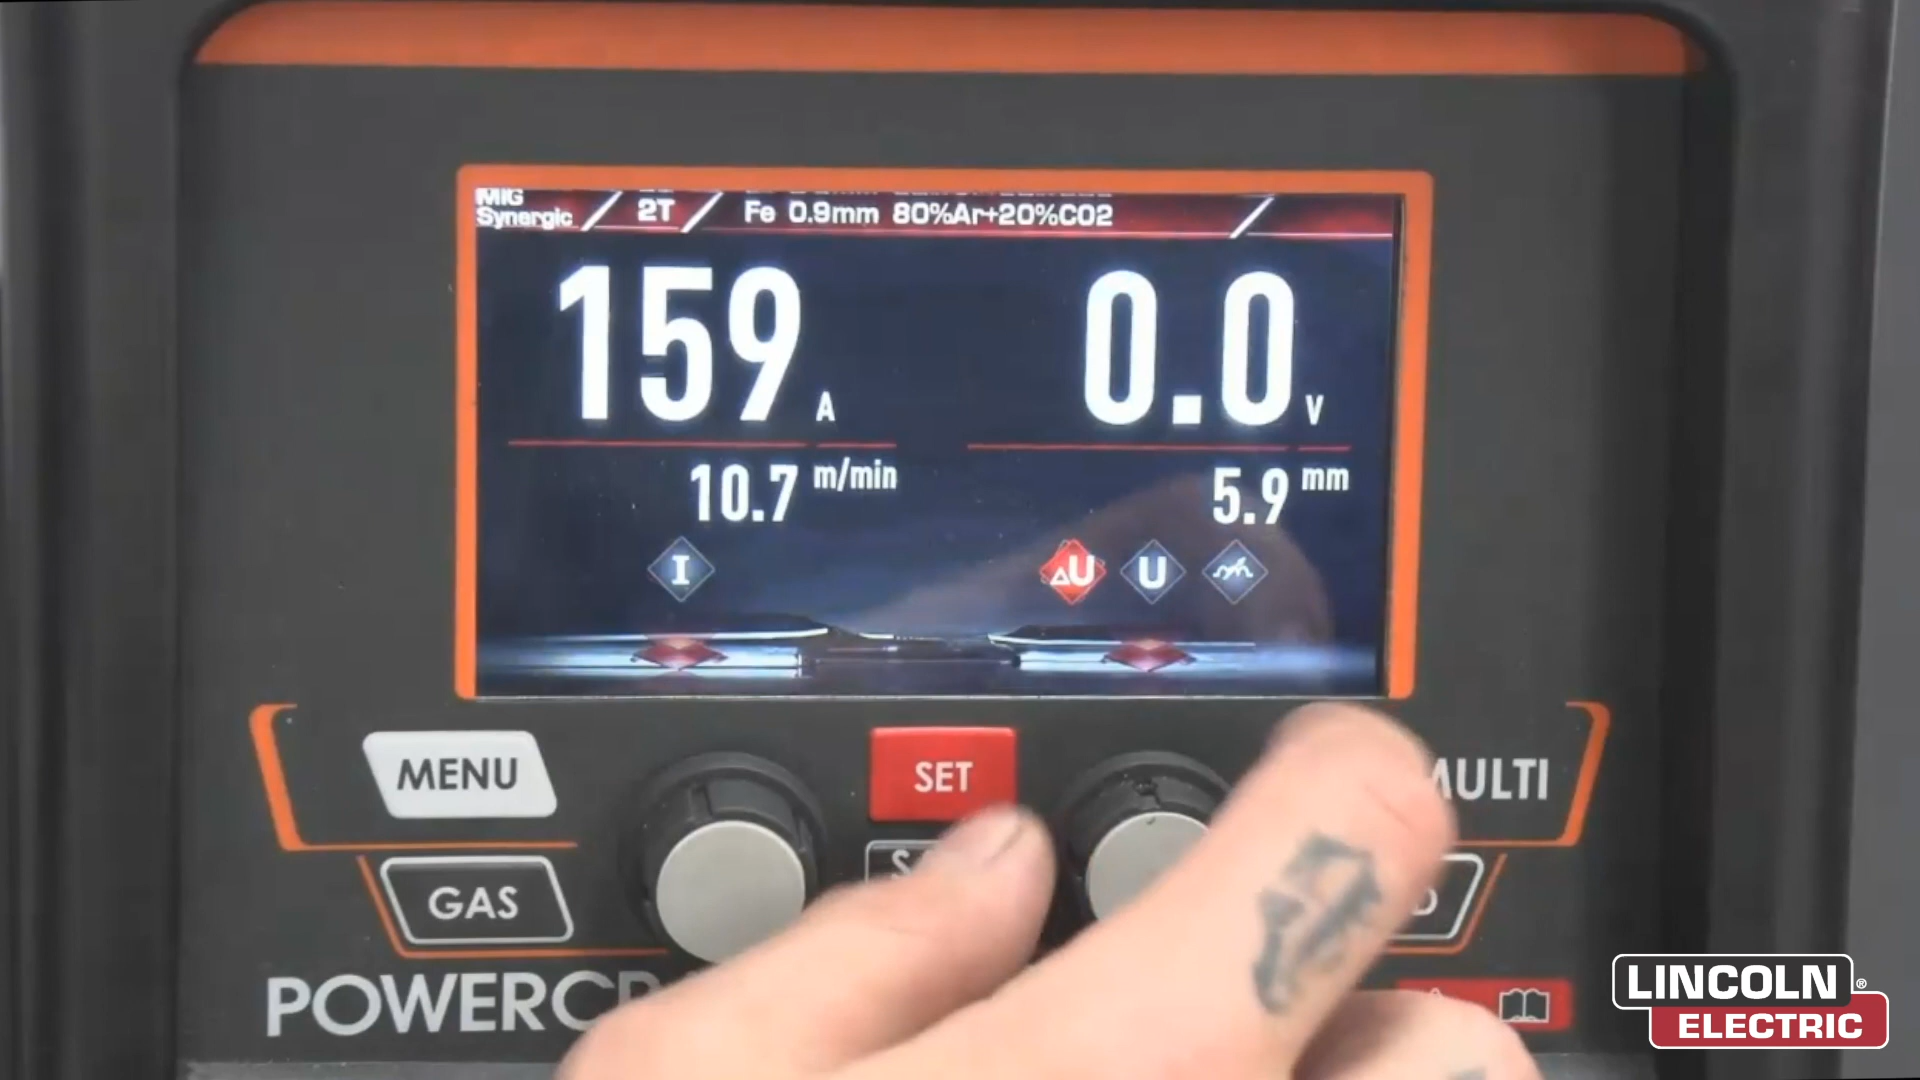 MIG
Synergic
2T
Fe 0.9mm 80%Ar+20%CO2
159 A
0.0 V
10.7 m/min
5.9 mm
I
△U
U
MENU
SET
MULTI
GAS
LINCOLN®
ELECTRIC